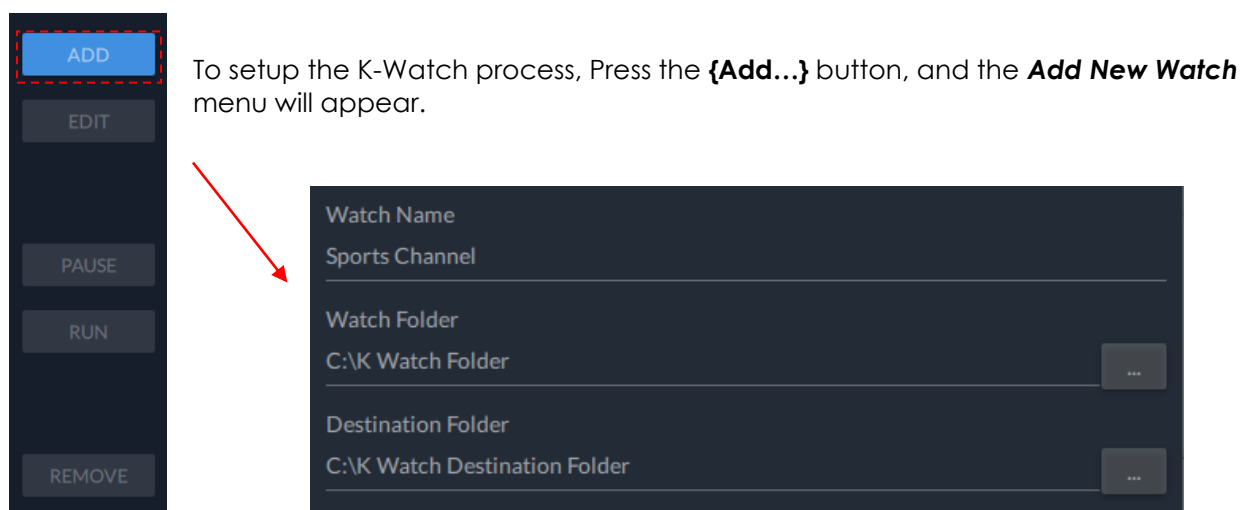 ADD
EDIT
PAUSE
RUN
REMOVE
To setup the K-Watch process, Press the {Add...} button, and the Add New Watch
menu will appear.
Watch Name
Sports Channel
Watch Folder
C:\K Watch Folder
...
Destination Folder
C:\K Watch Destination Folder
...